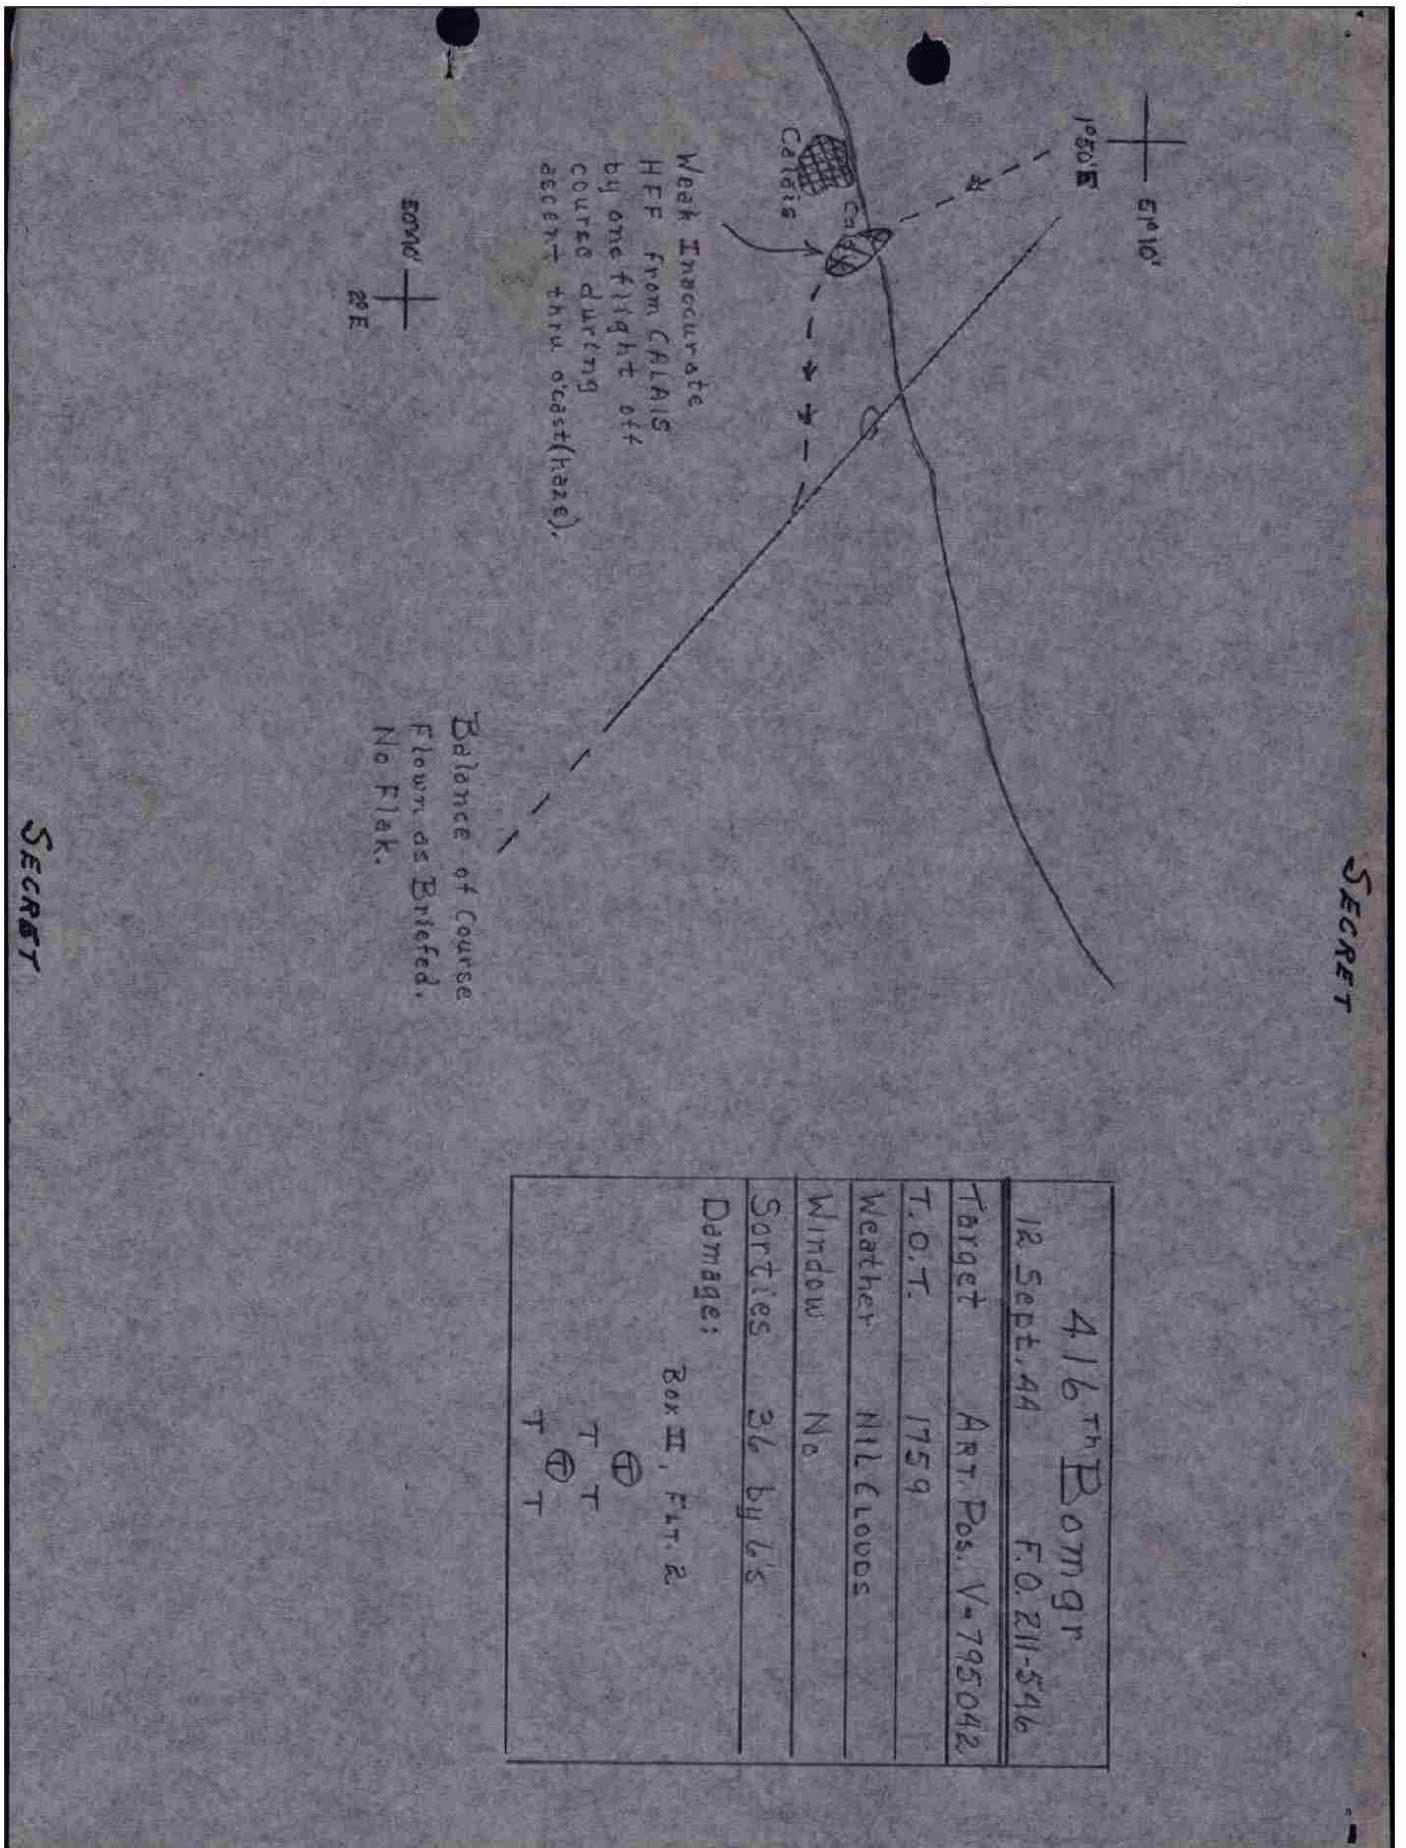 SECRET
51° 10'
1°50'E
Calais
Weak Inaccurate
HFF from CALAIS
by one flight off
course during
ascent thru o'cast (haze).
50°40'
2°E
Balance of Course
Flown as Briefed.
No Flak.
416 Th Bomgr
12 Sept. 44 F.O. 211-546
Target ART. Pos. V-795042
T.O.T. 1759
Weather NIL CLOUDS
Window No
Sorties 36 by 6's
Damage:
BOX II, FLT. 2
T
T T
T
T T
SECRET